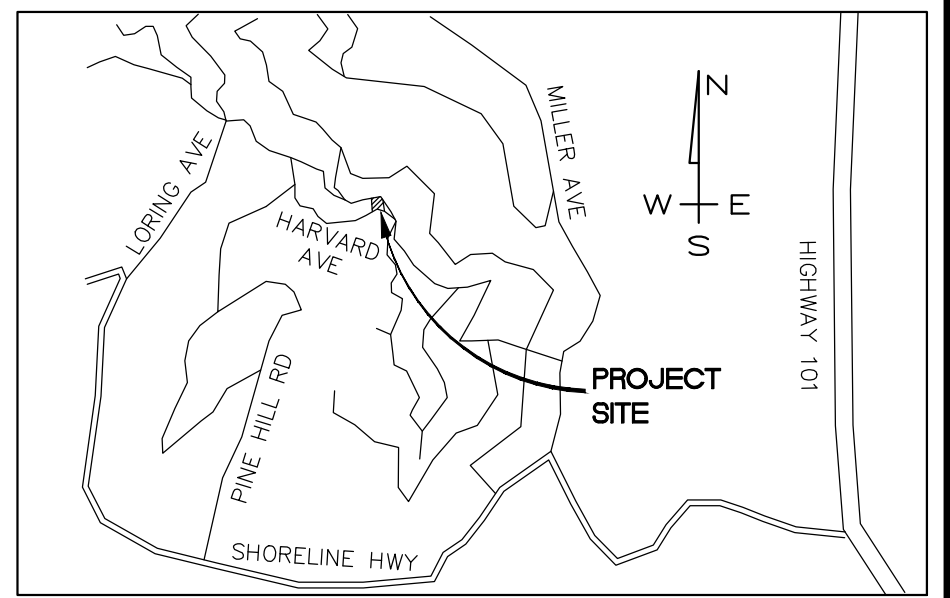 MILLER AVE
N
W E
S
LORING AVE
HARVARD
AVE
HIGHWAY 101
PINE HILL RD
PROJECT
SITE
SHORELINE HWY